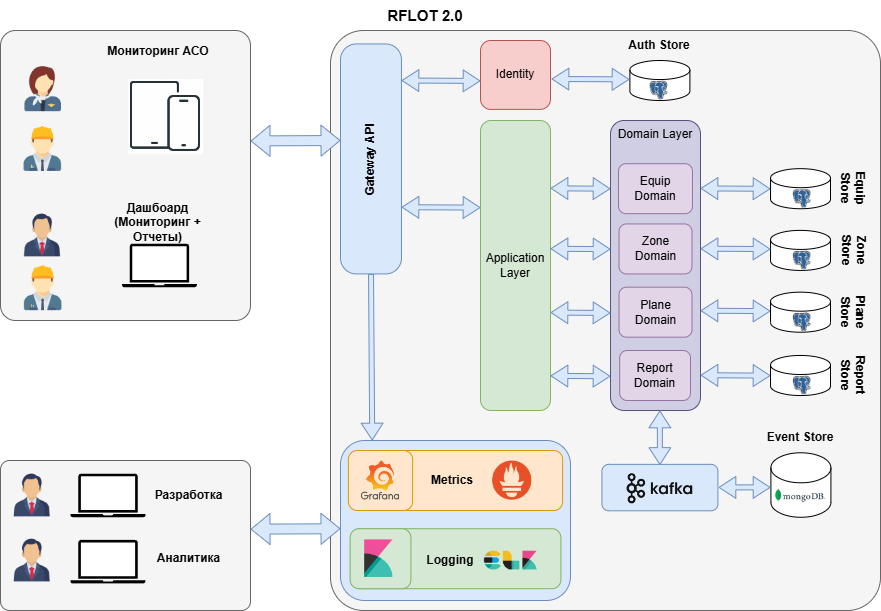 RFLOT 2.0
Мониторинг АСО
Дашбоард
(Мониторинг +
Отчеты)
Gateway API
Identity
Auth Store
Application
Layer
Domain Layer
Equip
Domain
Equip
Store
Zone
Domain
Zone
Store
Plane
Domain
Plane
Store
Report
Domain
Report
Store
kafka
Event Store
mongoDB.
Grafana
Metrics
Logging
Разработка
Аналитика